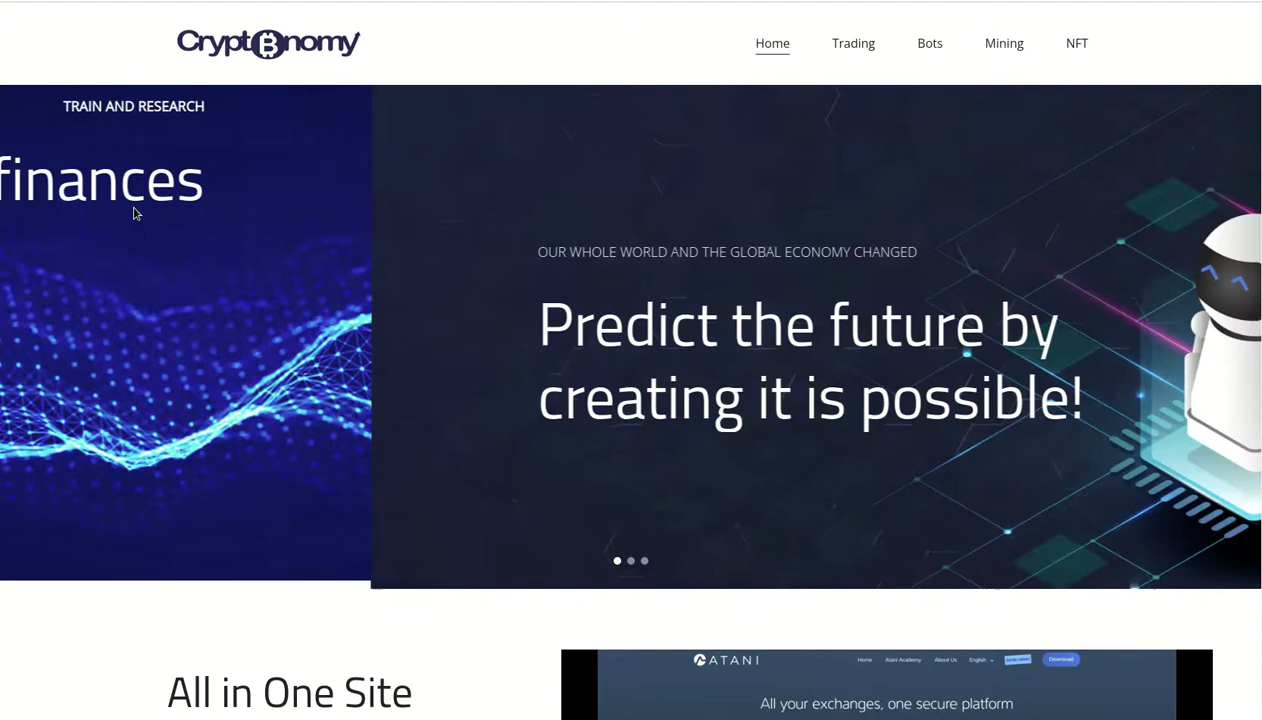 CryptBnomy
Home
Trading
Bots
Mining
NFT
TRAIN AND RESEARCH
finances
OUR WHOLE WORLD AND THE GLOBAL ECONOMY CHANGED
Predict the future by
creating it is possible!
All in One Site
ATANI
Home
Atani Academy
About Us
English
Download
All your exchanges, one secure platform